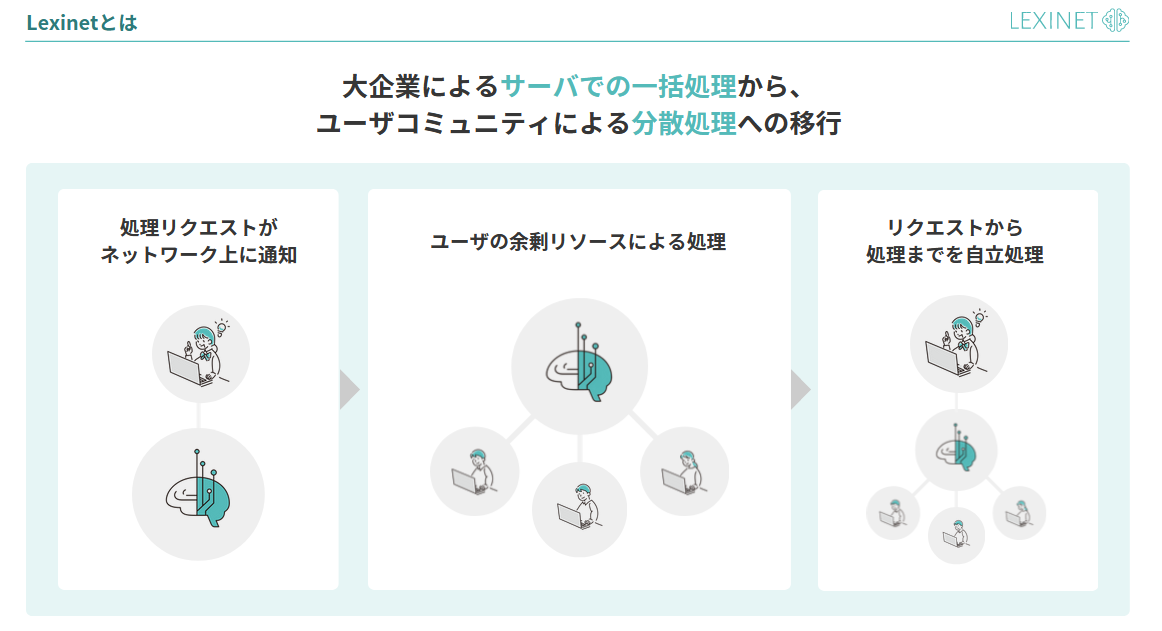 Lexinetとは
LEXINET
大企業によるサーバでの一括処理から、
ユーザコミュニティによる分散処理への移行
処理リクエストが
ネットワーク上に通知
ユーザの余剰リソースによる処理
リクエストから
処理までを自立処理